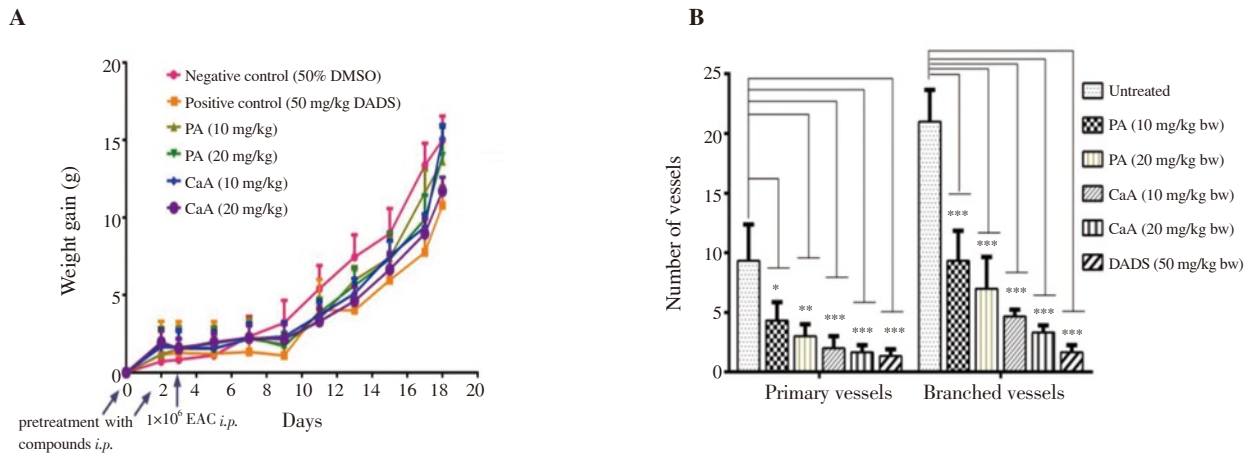 A
Weight gain (g)
20
15
10
5
0
Negative control (50% DMSO)
Positive control (50 mg/kg DADS)
PA (10 mg/kg)
PA (20 mg/kg)
CaA (10 mg/kg)
CaA (20 mg/kg)
0 2 4 6 8 10 12 14 16 18 20
Days
pretreatment with
compounds i.p.
1×10⁶ EAC i.p.
B
Number of vessels
25
20
15
10
5
0
* ** *** *** ***
*** *** *** *** ***
Primary vessels
Branched vessels
Untreated
PA (10 mg/kg bw)
PA (20 mg/kg bw)
CaA (10 mg/kg bw)
CaA (20 mg/kg bw)
DADS (50 mg/kg bw)